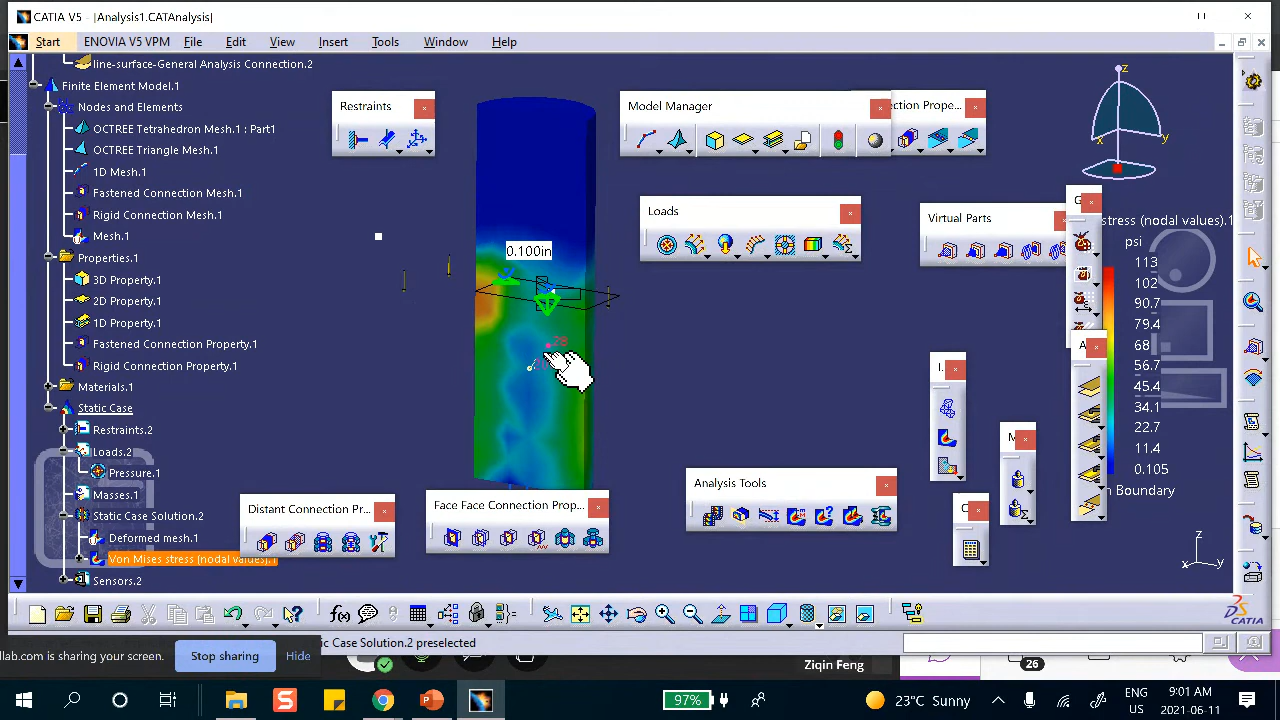 CATIA V5 - [Analysis1.CATAnalysis]
Start
ENOVIA V5 VPM
File
Edit
View
Insert
Tools
Window
Help
line-surface-General Analysis Connection.2
Finite Element Model.1
Nodes and Elements
OCTREE Tetrahedron Mesh.1 : Part1
OCTREE Triangle Mesh.1
1D Mesh.1
Fastened Connection Mesh.1
Rigid Connection Mesh.1
Mesh.1
Properties.1
3D Property.1
2D Property.1
1D Property.1
Fastened Connection Property.1
Rigid Connection Property.1
Materials.1
Static Case
Restraints.2
Loads.2
Pressure.1
Masses.1
Static Case Solution.2
Deformed mesh.1
Von Mises stress (nodal values).1
Sensors.2
Restraints
Model Manager
ction Prope...
Loads
Virtual Parts
G
A
I.
M
C
Analysis Tools
Distant Connection Pr...
Face Face Connection Prop...
0.100in
28
z
y
x
stress (nodal values).1
psi
113
102
90.7
79.4
68
56.7
45.4
34.1
22.7
11.4
0.105
n Boundary
z
x
y
f(x)
CATIA
tic Case Solution.2 preselected
llab.com is sharing your screen.
Stop sharing
Hide
Ziqin Feng
26
97%
23°C Sunny
ENG
US
9:01 AM
2021-06-11